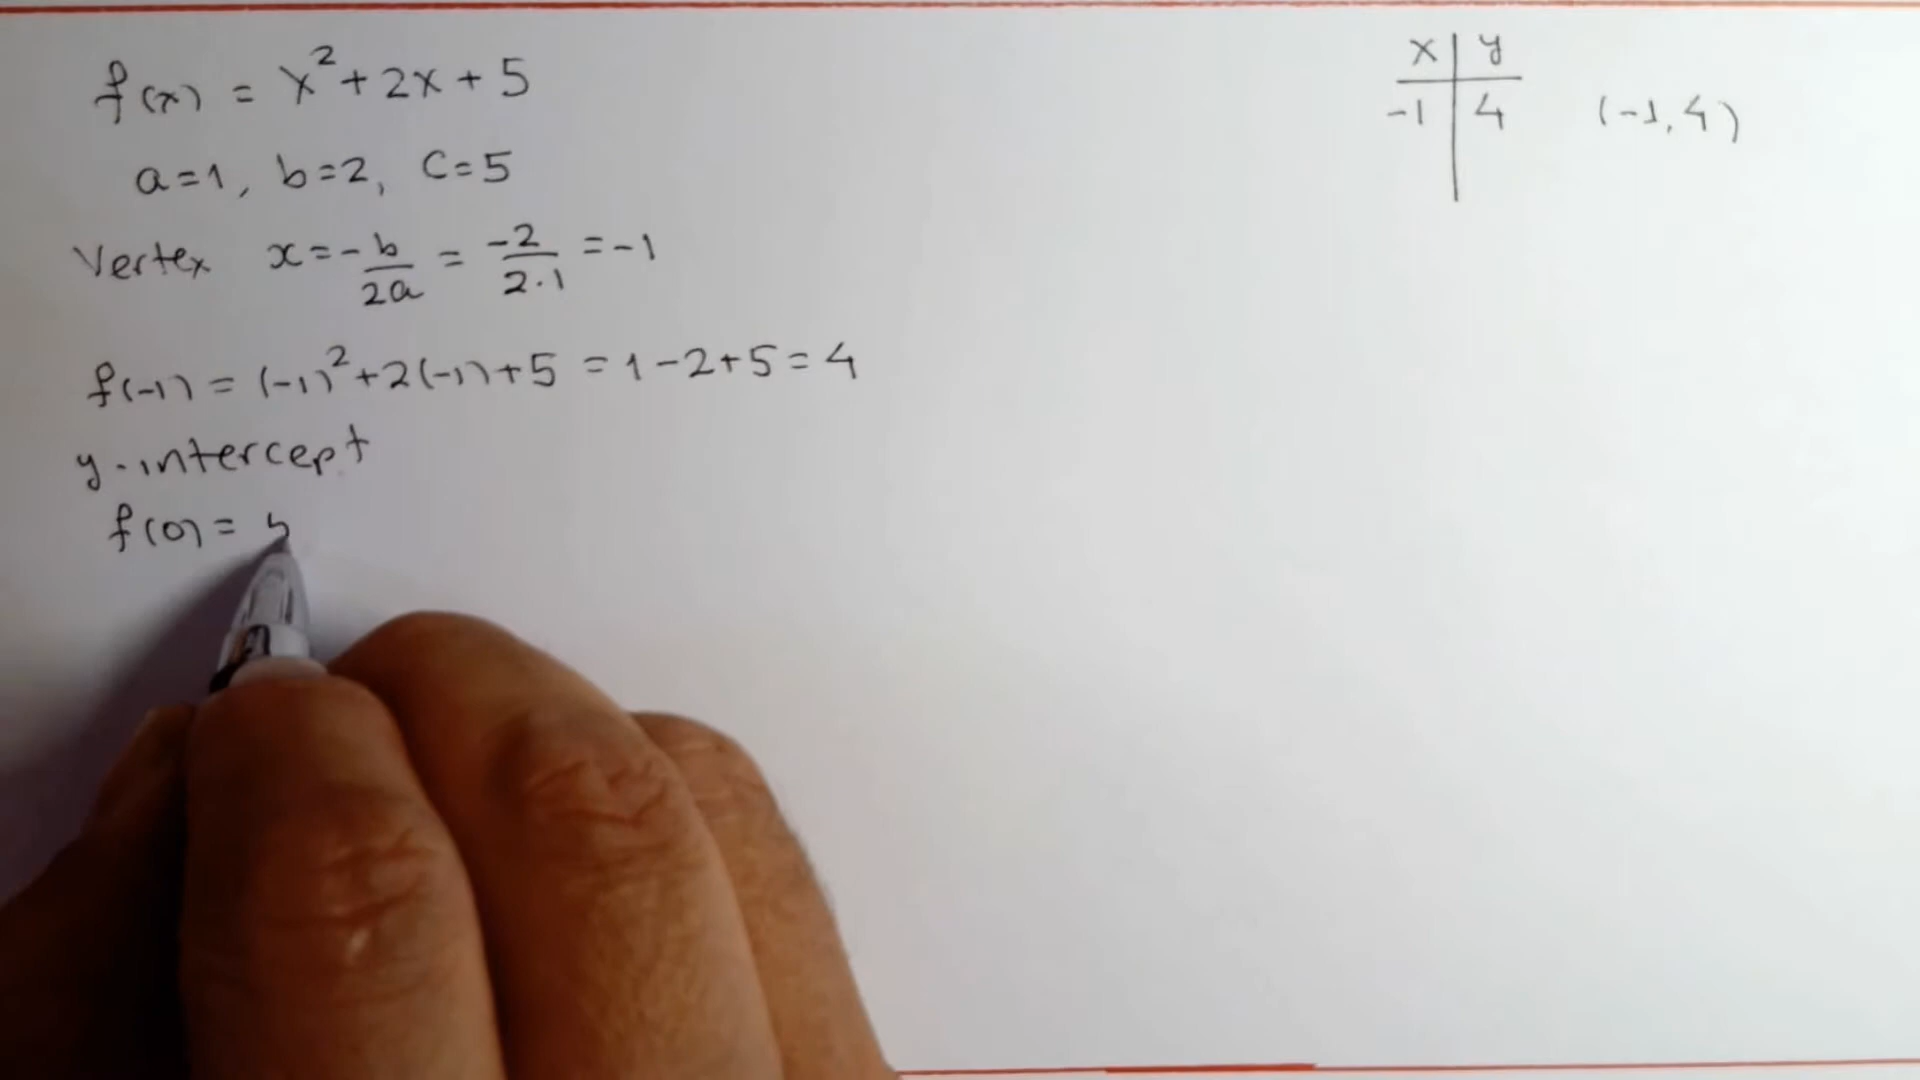 f(x) = x² + 2x + 5
a=1, b=2, c=5
Vertex x = -b/2a = -2/2·1 = -1
f(-1) = (-1)² + 2(-1) + 5 = 1 - 2 + 5 = 4
y-intercept
f(0) = 5
x | y
-1 | 4 (-1, 4)